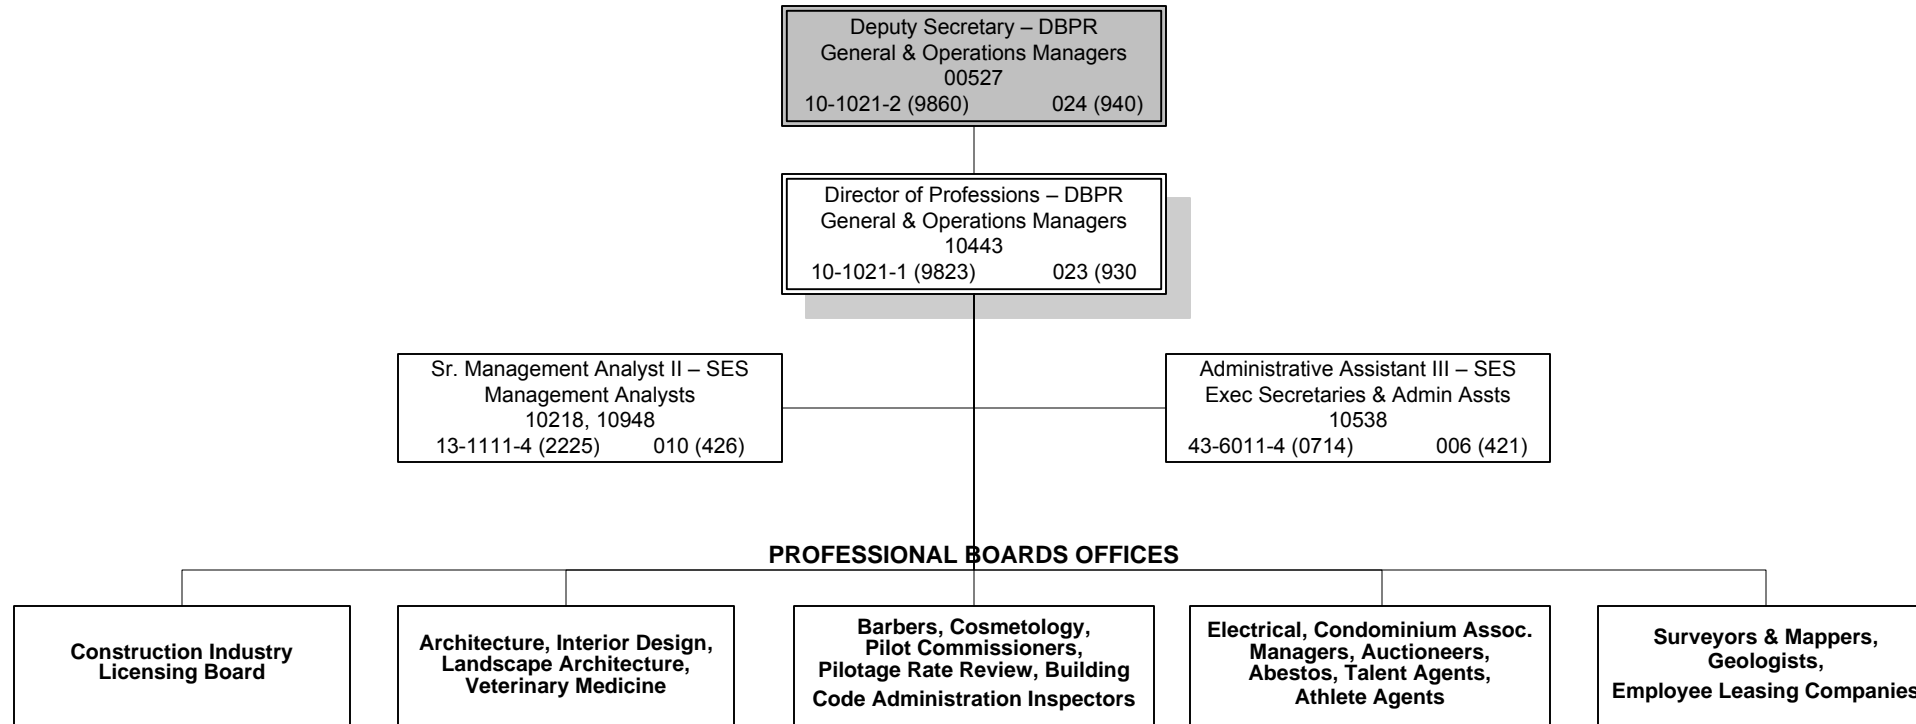 Deputy Secretary – DBPR
General & Operations Managers
00527
10-1021-2 (9860) 024 (940)
Director of Professions – DBPR
General & Operations Managers
10443
10-1021-1 (9823) 023 (930
Sr. Management Analyst II – SES
Management Analysts
10218, 10948
13-1111-4 (2225) 010 (426)
Administrative Assistant III – SES
Exec Secretaries & Admin Assts
10538
43-6011-4 (0714) 006 (421)
PROFESSIONAL BOARDS OFFICES
Construction Industry
Licensing Board
Architecture, Interior Design,
Landscape Architecture,
Veterinary Medicine
Barbers, Cosmetology,
Pilot Commissioners,
Pilotage Rate Review, Building
Code Administration Inspectors
Electrical, Condominium Assoc.
Managers, Auctioneers,
Abestos, Talent Agents,
Athlete Agents
Surveyors & Mappers,
Geologists,
Employee Leasing Companies